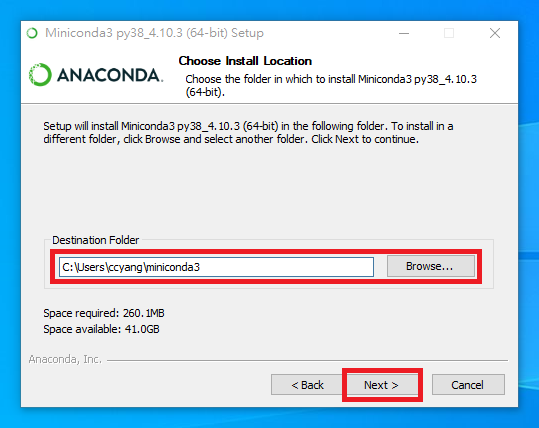 Miniconda3 py38_4.10.3 (64-bit) Setup
ANACONDA.
Choose Install Location
Choose the folder in which to install Miniconda3 py38_4.10.3
(64-bit).
Setup will install Miniconda3 py38_4.10.3 (64-bit) in the following folder. To install in a
different folder, click Browse and select another folder. Click Next to continue.
Destination Folder
C:\Users\ccyang\miniconda3
Browse...
Space required: 260.1MB
Space available: 41.0GB
Anaconda, Inc.
< Back
Next >
Cancel